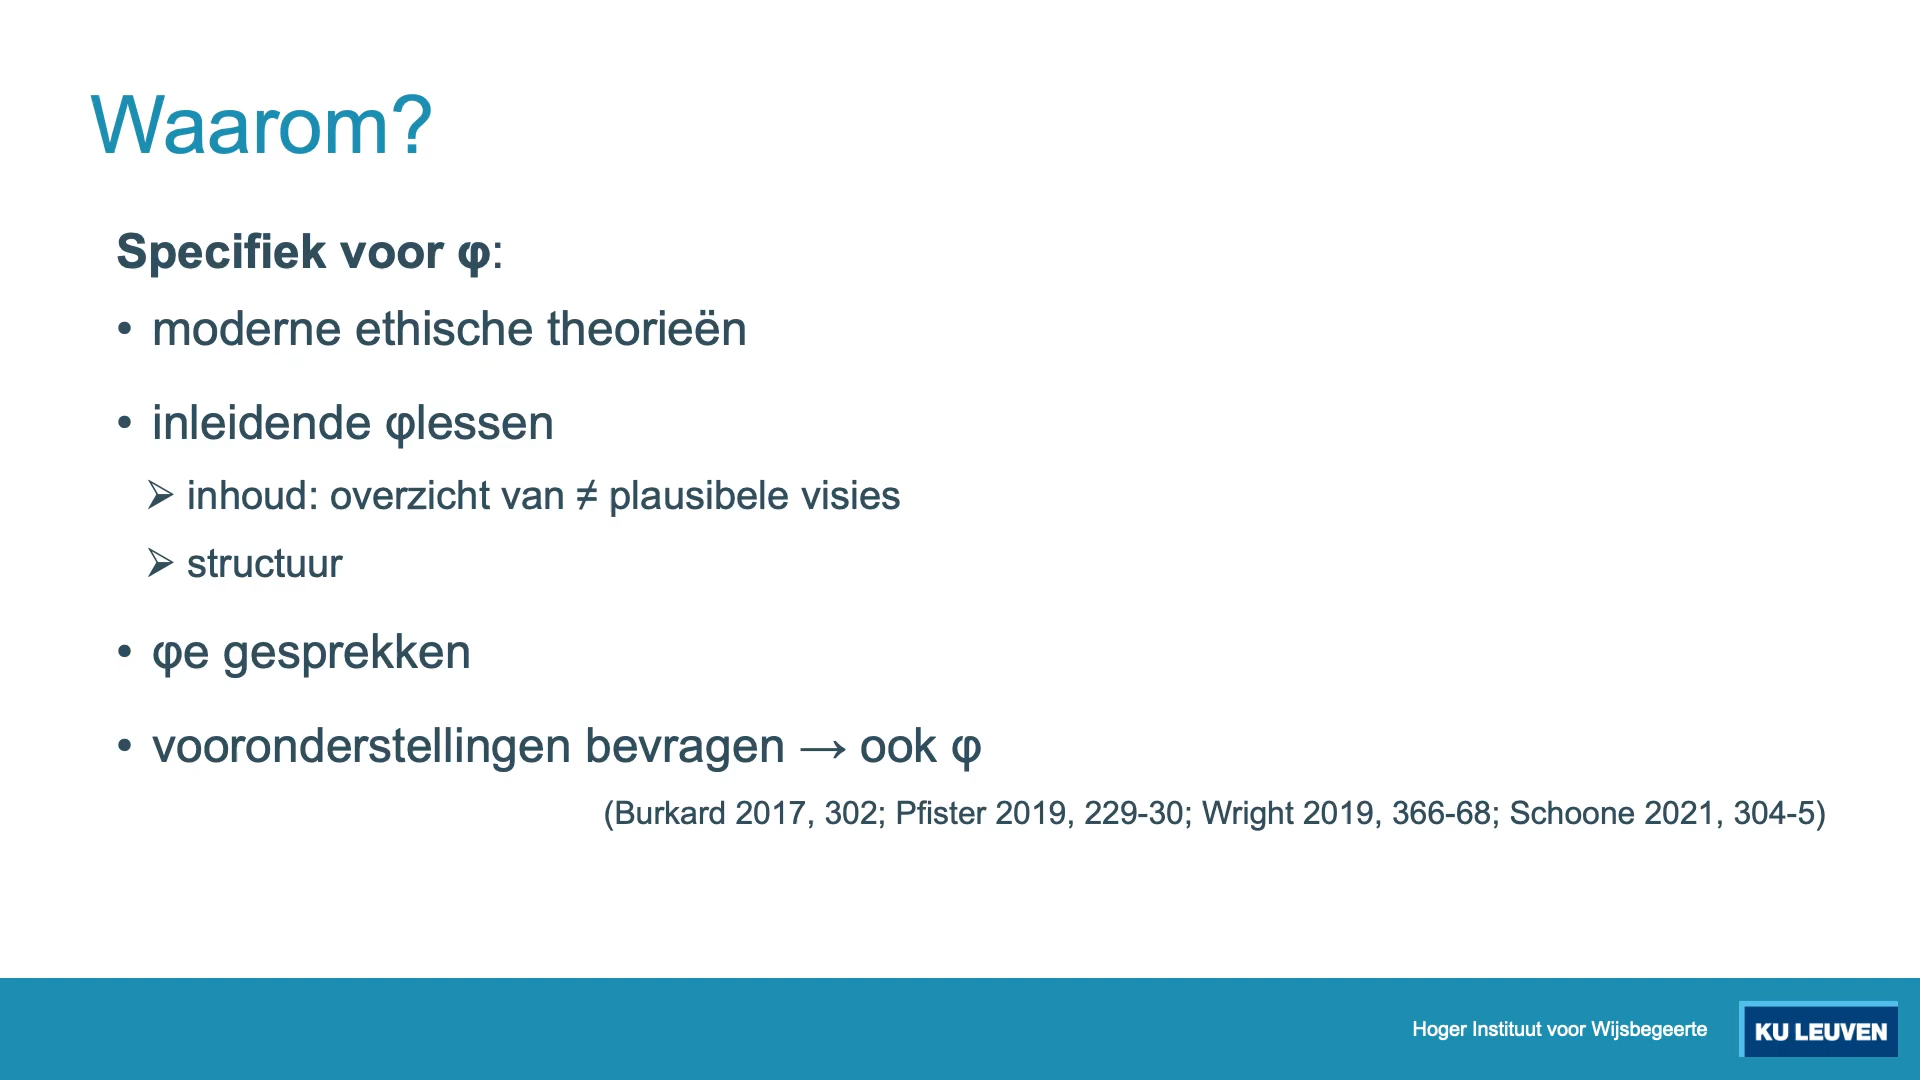 Waarom?
Specifiek voor φ:
• moderne ethische theorieën
• inleidende φlessen
➢ inhoud: overzicht van ≠ plausibele visies
➢ structuur
• φe gesprekken
• vooronderstellingen bevragen → ook φ
(Burkard 2017, 302; Pfister 2019, 229-30; Wright 2019, 366-68; Schoone 2021, 304-5)
Hoger Instituut voor Wijsbegeerte
KU LEUVEN